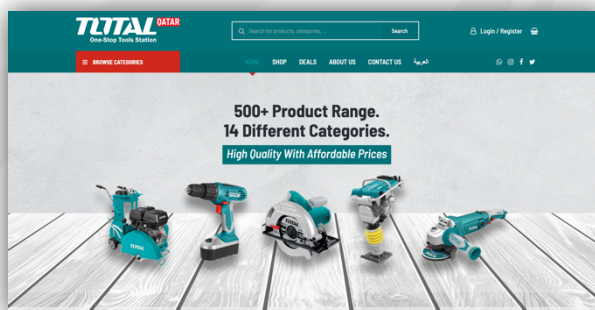 TOTAL QATAR
One-Stop Tools Station
Search for products, categories, ...
Search
Login / Register
BROWSE CATEGORIES
HOME
SHOP
DEALS
ABOUT US
CONTACT US
العربية
500+ Product Range.
14 Different Categories.
High Quality With Affordable Prices
TOTAL
TOTAL